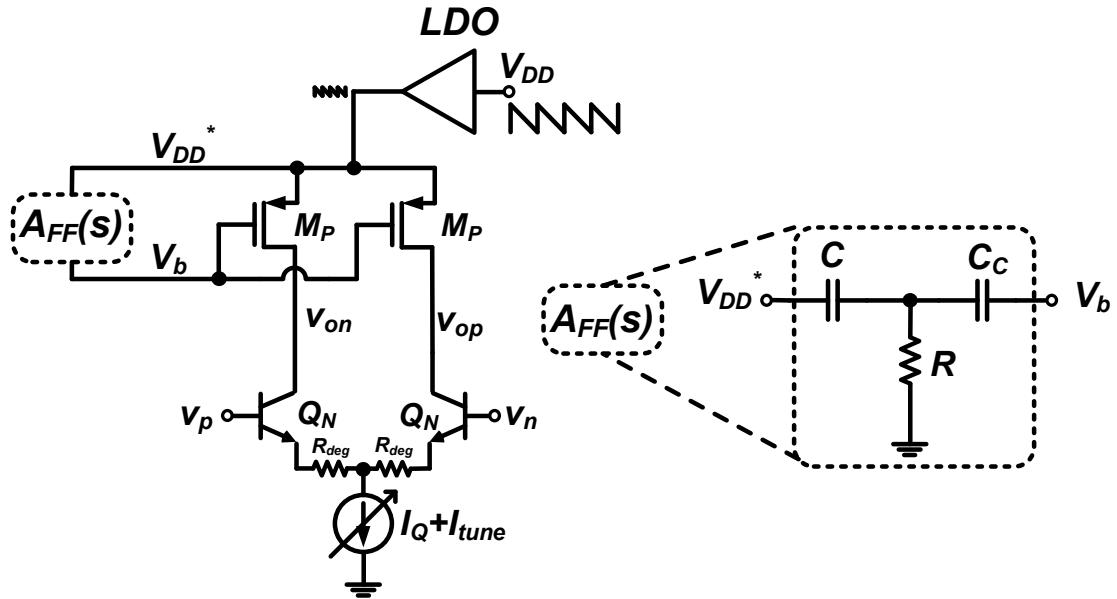 LDO
V_DD
V_DD*
A_FF(s)
M_P
M_P
V_b
v_on
v_op
v_p
Q_N
Q_N
v_n
R_deg
R_deg
I_Q+I_tune
C
C_C
V_DD*
V_b
A_FF(s)
R